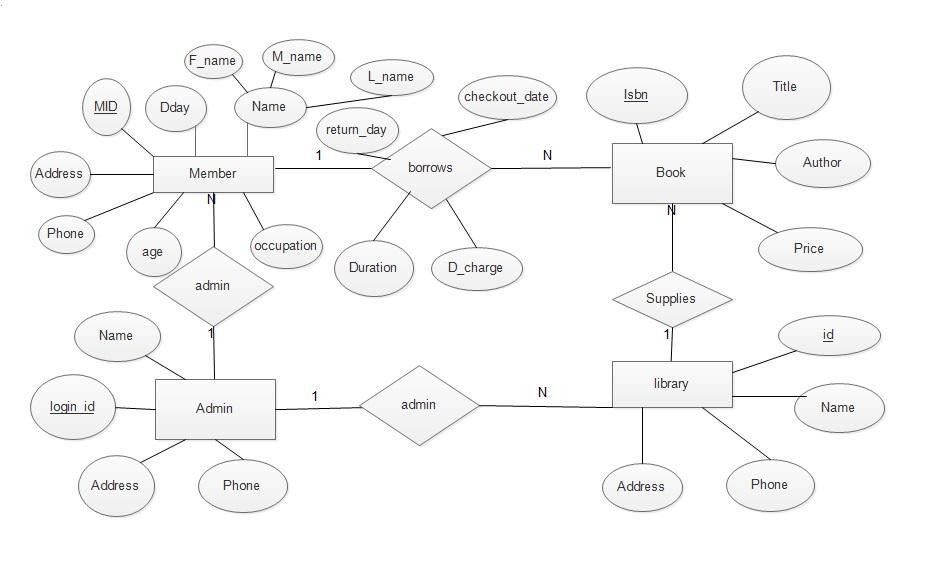 M_name
F_name
L_name
Title
MID
Dday
Name
checkout_date
Isbn
return_day
1
N
Author
Address
Member
borrows
Book
N
N
Phone
age
occupation
Price
Duration
D_charge
admin
Supplies
1
1
id
Name
library
login_id
Admin
1
admin
N
Name
Address
Phone
Address
Phone